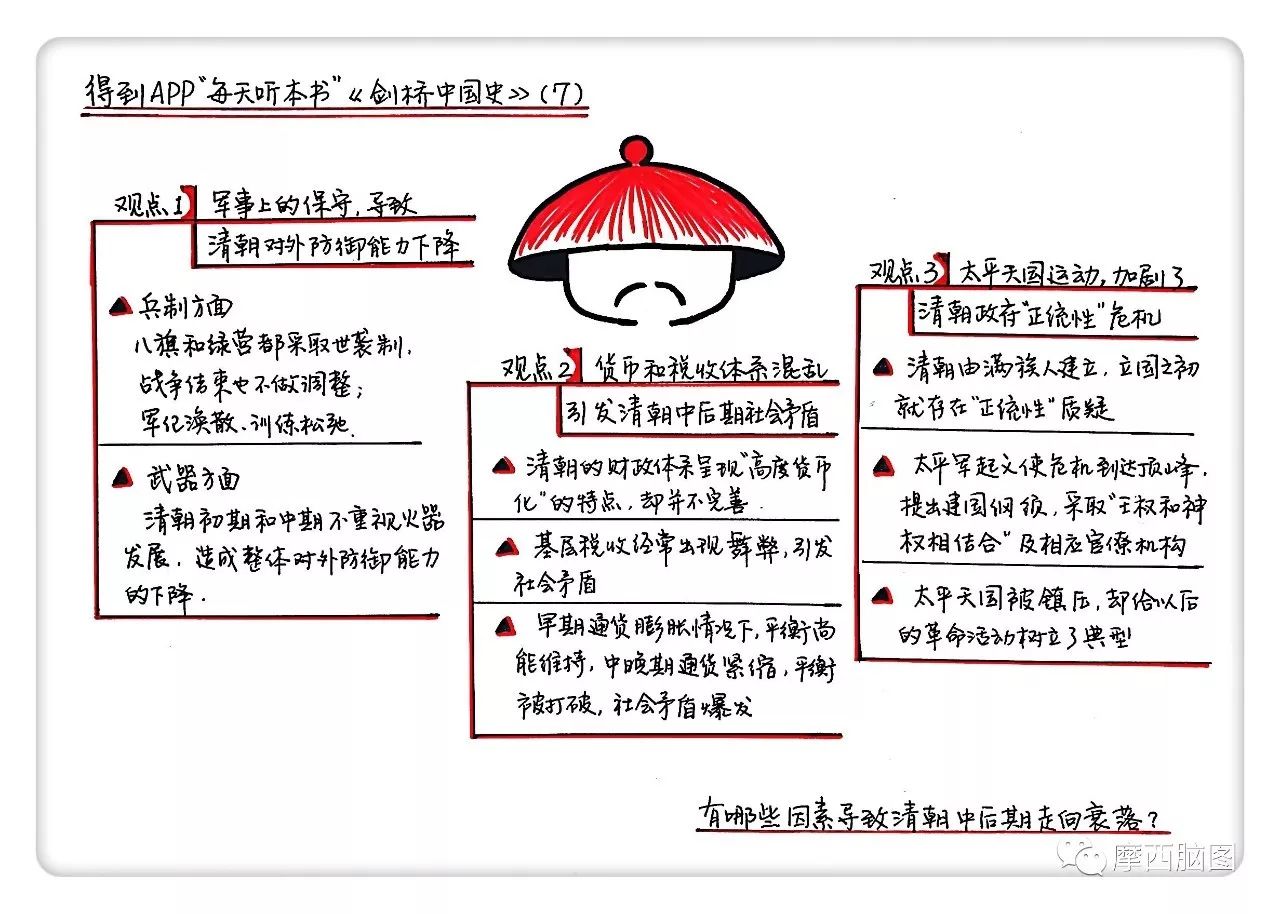 得到APP“每天听本书”《剑桥中国史》(7)
观点1 军事上的保守,导致
清朝对外防御能力下降
兵制方面
八旗和绿营都采取世袭制,
战争结束也不做调整;
军纪涣散、训练松弛.
武器方面
清朝初期和中期不重视火器
发展,造成整体对外防御能力
的下降.
观点2 货币和税收体系混乱
引发清朝中后期社会矛盾
清朝的财政体系呈现“高度货币
化”的特点,却并不完善.
基层税收经常出现舞弊,引发
社会矛盾
早期通货膨胀情况下,平衡尚
能维持,中晚期通货紧缩,平衡
被打破,社会矛盾爆发
观点3 太平天国运动,加剧了
清朝政府“正统性”危机
清朝由满族人建立,立国之初
就存在“正统性”质疑
太平军起义使危机到达顶峰,
提出建国纲领,采取“王权和神
权相结合”及相应官僚机构
太平天国被镇压,却给以后
的革命活动树立了典型
有哪些因素导致清朝中后期走向衰落?
摩西脑图